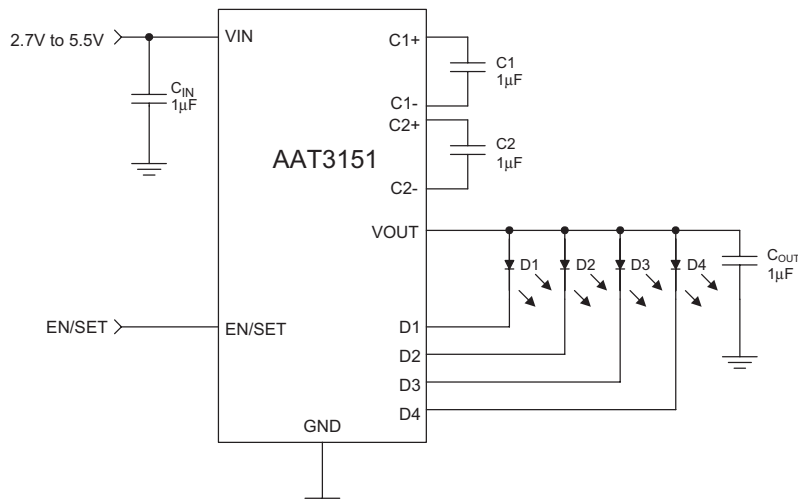 2.7V to 5.5V
VIN
C1+
C1
1μF
C1-
C2+
C2
1μF
C2-
CIN
1μF
AAT3151
VOUT
D1
D2
D3
D4
COUT
1μF
EN/SET
EN/SET
D1
D2
D3
D4
GND